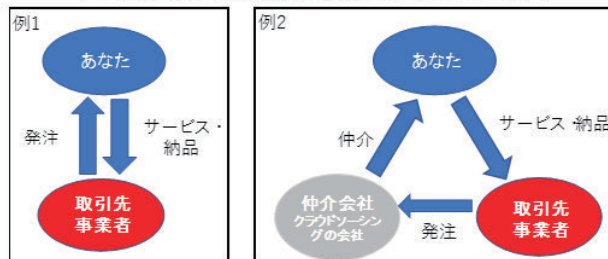 例1
あなた
発注
サービス・
納品
取引先
事業者
例2
あなた
仲介
サービス・納品
仲介会社
クラウドソーシン
グの会社
発注
取引先
事業者